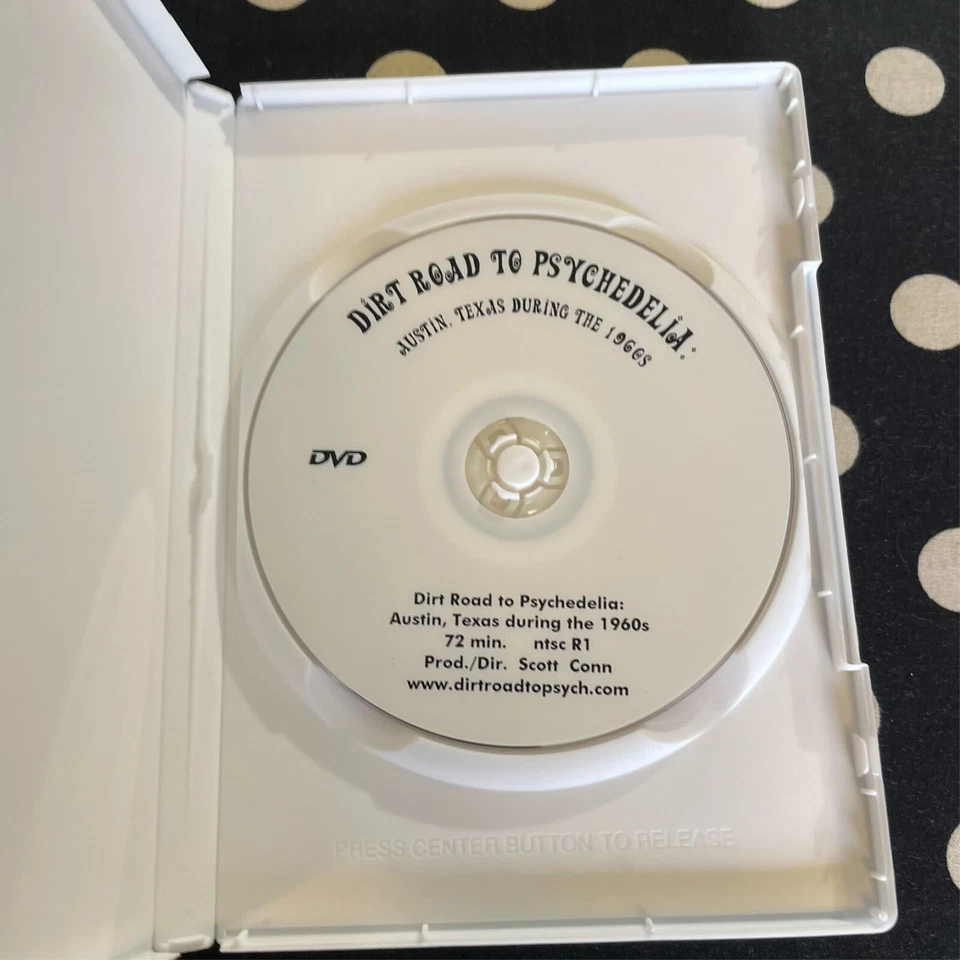 DiRT ROAD TO PSYCHEDELiA:
AUSTiN, TEXAS DURiNG THE 1960S
DVD
Dirt Road to Psychedelia:
Austin, Texas during the 1960s
72 min. ntsc R1
Prod./Dir. Scott Conn
www.dirtroadtopsych.com
PRESS CENTER BUTTON TO RELEASE